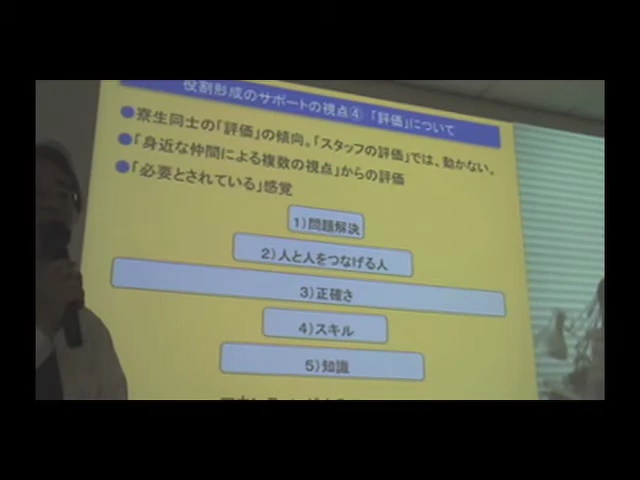 役割形成のサポートの視点④ 「評価」について
●寮生同士の「評価」の傾向。「スタッフの評価」では、動かない。
●「身近な仲間による複数の視点」からの評価
●「必要とされている」感覚
1)問題解決
2)人と人をつなげる人
3)正確さ
4)スキル
5)知識